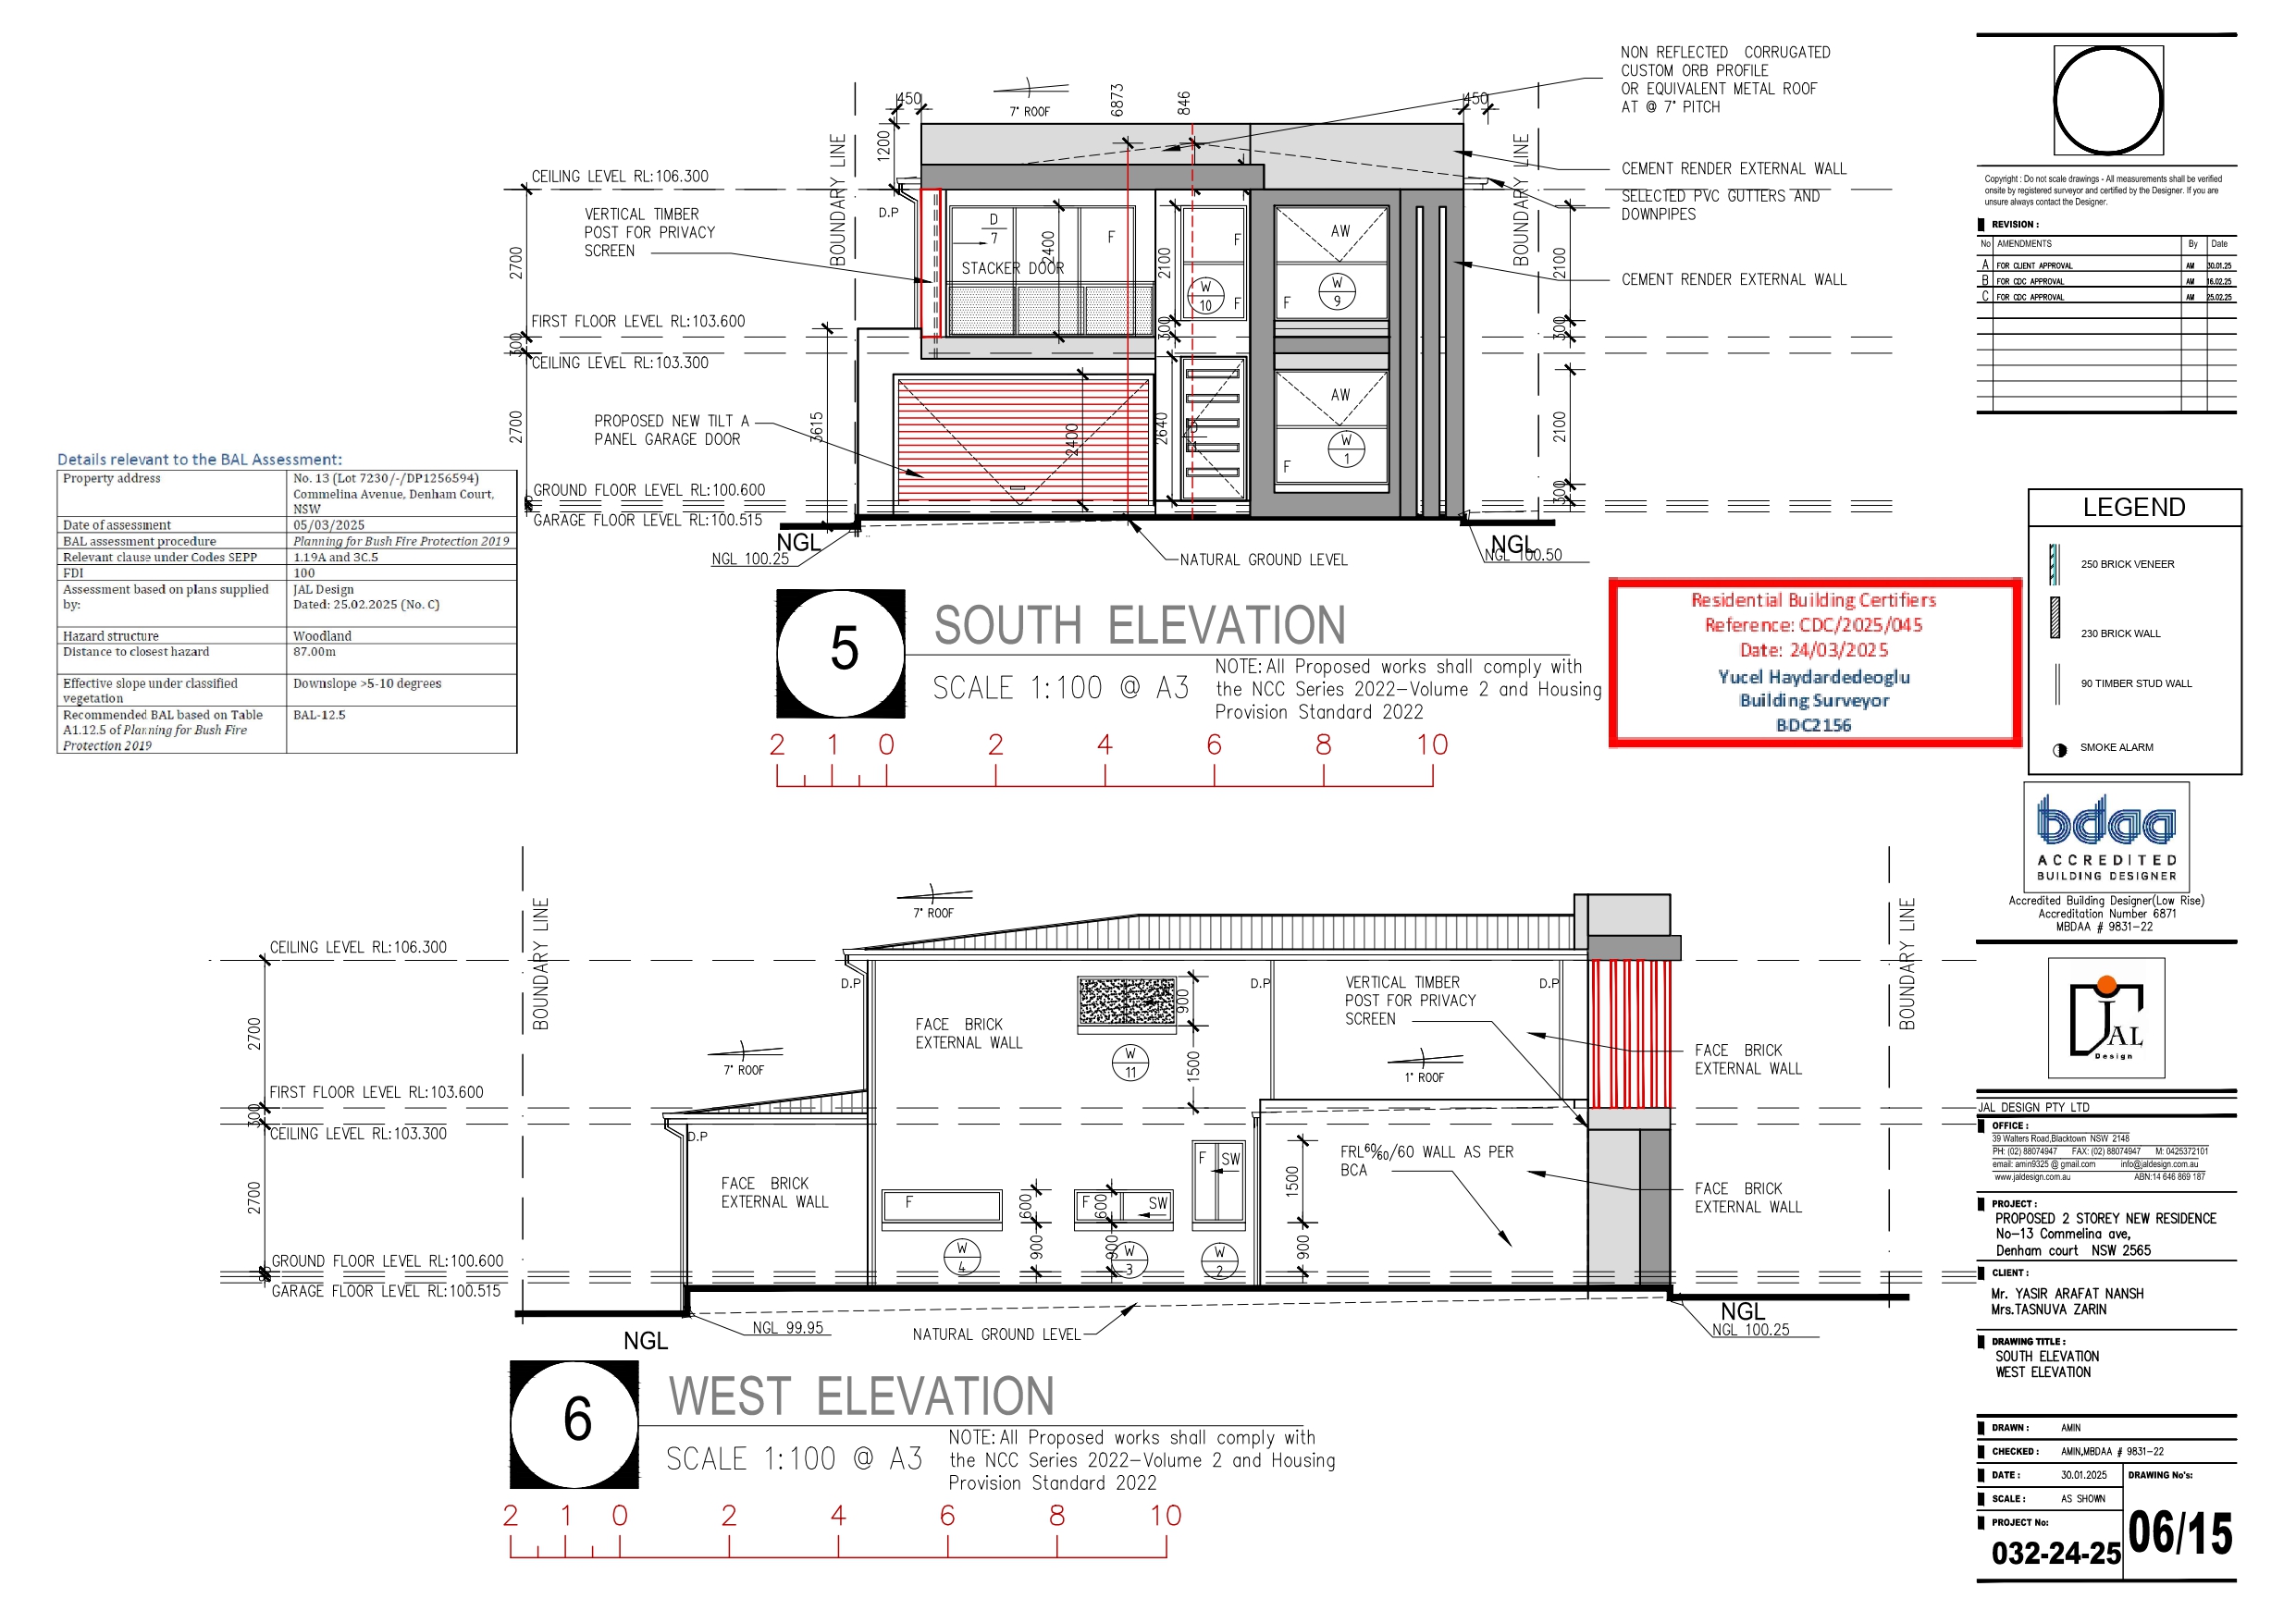 NON REFLECTED CORRUGATED
CUSTOM ORB PROFILE
OR EQUIVALENT METAL ROOF
AT @ 7° PITCH
450
7° ROOF
6873
846
450
1200
BOUNDARY LINE
BOUNDARY LINE
CEMENT RENDER EXTERNAL WALL
SELECTED PVC GUTTERS AND
DOWNPIPES
CEMENT RENDER EXTERNAL WALL
CEILING LEVEL RL:106.300
D.P
VERTICAL TIMBER
POST FOR PRIVACY
SCREEN
2700
D
7
F
2400
STACKER DOOR
2100
F
W
10
F
AW
W
9
F
2100
FIRST FLOOR LEVEL RL:103.600
300
300
300
CEILING LEVEL RL:103.300
2700
PROPOSED NEW TILT A
PANEL GARAGE DOOR
3615
2400
2640
AW
W
1
F
2100
300
GROUND FLOOR LEVEL RL:100.600
GARAGE FLOOR LEVEL RL:100.515
NGL
NGL 100.25
NATURAL GROUND LEVEL
NGL
NGL 100.50
Details relevant to the BAL Assessment:
Property address No. 13 (Lot 7230/-/DP1256594)
Commelina Avenue, Denham Court,
NSW
Date of assessment 05/03/2025
BAL assessment procedure Planning for Bush Fire Protection 2019
Relevant clause under Codes SEPP 1.19A and 3C.5
FDI 100
Assessment based on plans supplied JAL Design
by: Dated: 25.02.2025 (No. C)
Hazard structure Woodland
Distance to closest hazard 87.00m
Effective slope under classified Downslope >5-10 degrees
vegetation
Recommended BAL based on Table BAL-12.5
A1.12.5 of Planning for Bush Fire
Protection 2019
5
SOUTH ELEVATION
SCALE 1:100 @ A3
NOTE: All Proposed works shall comply with
the NCC Series 2022-Volume 2 and Housing
Provision Standard 2022
2 1 0 2 4 6 8 10
Residential Building Certifiers
Reference: CDC/2025/045
Date: 24/03/2025
Yucel Haydardedeoglu
Building Surveyor
BDC2156
7° ROOF
BOUNDARY LINE
BOUNDARY LINE
CEILING LEVEL RL:106.300
2700
D.P
7° ROOF
FACE BRICK
EXTERNAL WALL
900
W
11
1500
D.P
VERTICAL TIMBER
POST FOR PRIVACY
SCREEN
D.P
1° ROOF
FACE BRICK
EXTERNAL WALL
FIRST FLOOR LEVEL RL:103.600
300
CEILING LEVEL RL:103.300
2700
D.P
FACE BRICK
EXTERNAL WALL
F
W
4
600
900
F
600
SW
900
W
3
F SW
W
2
1500
900
FRL60/60/60 WALL AS PER
BCA
FACE BRICK
EXTERNAL WALL
GROUND FLOOR LEVEL RL:100.600
GARAGE FLOOR LEVEL RL:100.515
NGL
NGL 99.95
NATURAL GROUND LEVEL
NGL
NGL 100.25
6
WEST ELEVATION
SCALE 1:100 @ A3
NOTE: All Proposed works shall comply with
the NCC Series 2022-Volume 2 and Housing
Provision Standard 2022
2 1 0 2 4 6 8 10
Copyright : Do not scale drawings - All measurements shall be verified
onsite by registered surveyor and certified by the Designer. If you are
unsure always contact the Designer.
REVISION :
No AMENDMENTS By Date
A FOR CLIENT APPROVAL AM 30.01.25
B FOR CDC APPROVAL AM 16.02.25
C FOR CDC APPROVAL AM 25.02.25
LEGEND
250 BRICK VENEER
230 BRICK WALL
90 TIMBER STUD WALL
SMOKE ALARM
bdaa
ACCREDITED
BUILDING DESIGNER
Accredited Building Designer(Low Rise)
Accreditation Number 6871
MBDAA # 9831-22
JAL
Design
JAL DESIGN PTY LTD
OFFICE :
39 Walters Road,Blacktown NSW 2148
PH: (02) 88074947 FAX: (02) 88074947 M: 0425372101
email: amin9325 @ gmail.com info@jaldesign.com.au
www.jaldesign.com.au ABN:14 646 869 187
PROJECT :
PROPOSED 2 STOREY NEW RESIDENCE
No-13 Commelina ave,
Denham court NSW 2565
CLIENT :
Mr. YASIR ARAFAT NANSH
Mrs.TASNUVA ZARIN
DRAWING TITLE :
SOUTH ELEVATION
WEST ELEVATION
DRAWN : AMIN
CHECKED : AMIN,MBDAA # 9831-22
DATE : 30.01.2025
DRAWING No's:
SCALE : AS SHOWN
PROJECT No:
032-24-25
06/15